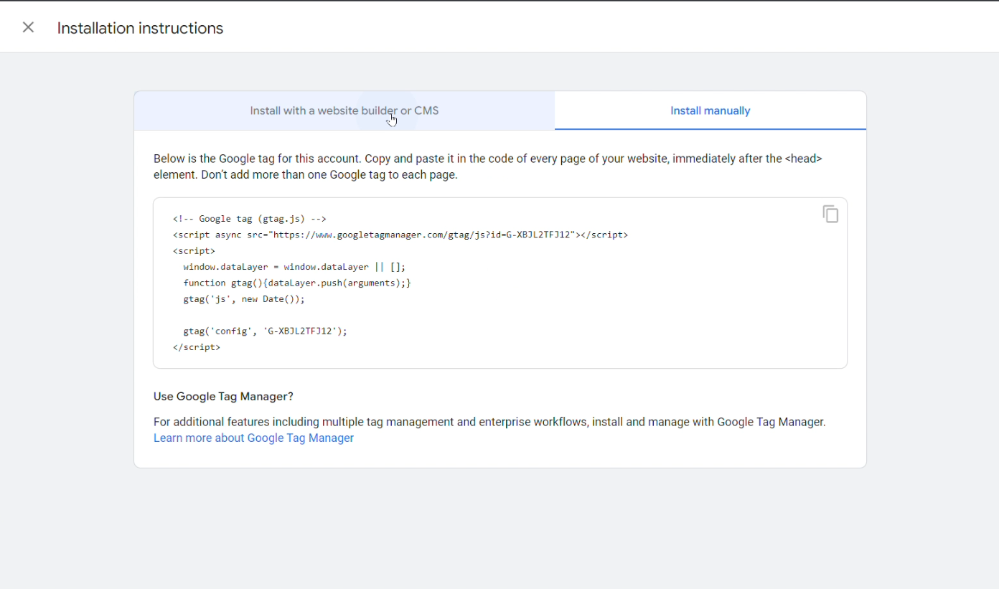 Installation instructions
Install with a website builder or CMS
Install manually
Below is the Google tag for this account. Copy and paste it in the code of every page of your website, immediately after the <head>
element. Don't add more than one Google tag to each page.
<!-- Google tag (gtag.js) -->
<script async src="https://www.googletagmanager.com/gtag/js?id=G-XBJL2TFJ12"></script>
<script>
  window.dataLayer = window.dataLayer || [];
  function gtag(){dataLayer.push(arguments);}
  gtag('js', new Date());
  gtag('config', 'G-XBJL2TFJ12');
</script>
Use Google Tag Manager?
For additional features including multiple tag management and enterprise workflows, install and manage with Google Tag Manager.
Learn more about Google Tag Manager